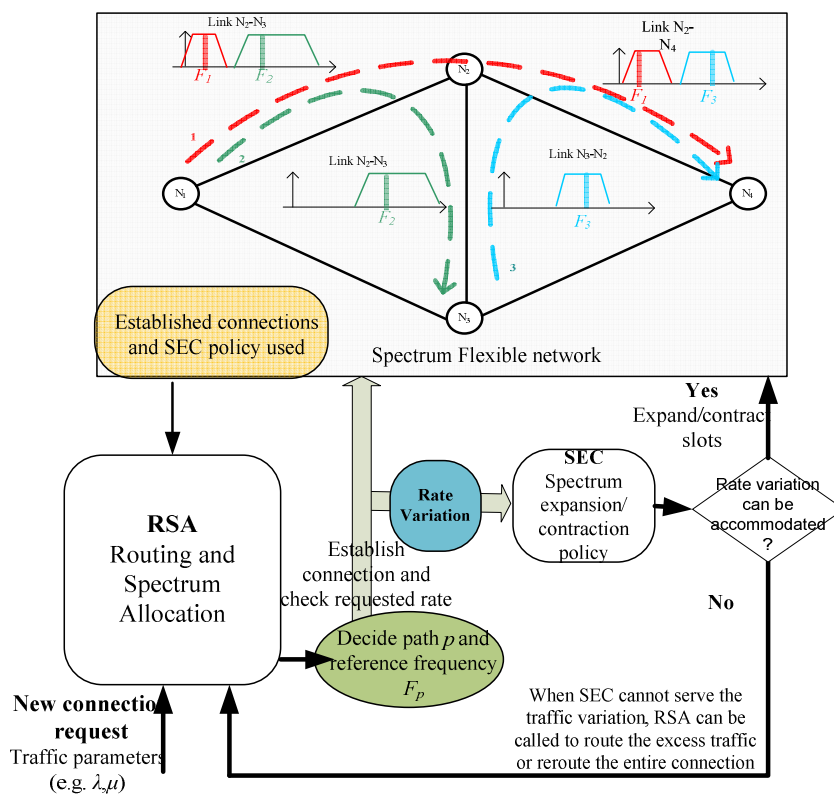 Link N2-N3
F1
F2
Link N2-
N4
F1
F3
N2
1
2
Link N2-N3
F2
Link N3-N2
F3
N1
N4
3
N3
Spectrum Flexible network
Established connections
and SEC policy used
Yes
Expand/contract
slots
RSA
Routing and
Spectrum
Allocation
Rate
Variation
SEC
Spectrum
expansion/
contraction
policy
Rate variation
can be
accommodated
?
Establish
connection and
check requested rate
No
Decide path p and
reference frequency
Fp
New connection
request
Traffic parameters
(e.g. λ,μ)
When SEC cannot serve the
traffic variation, RSA can be
called to route the excess traffic
or reroute the entire connection